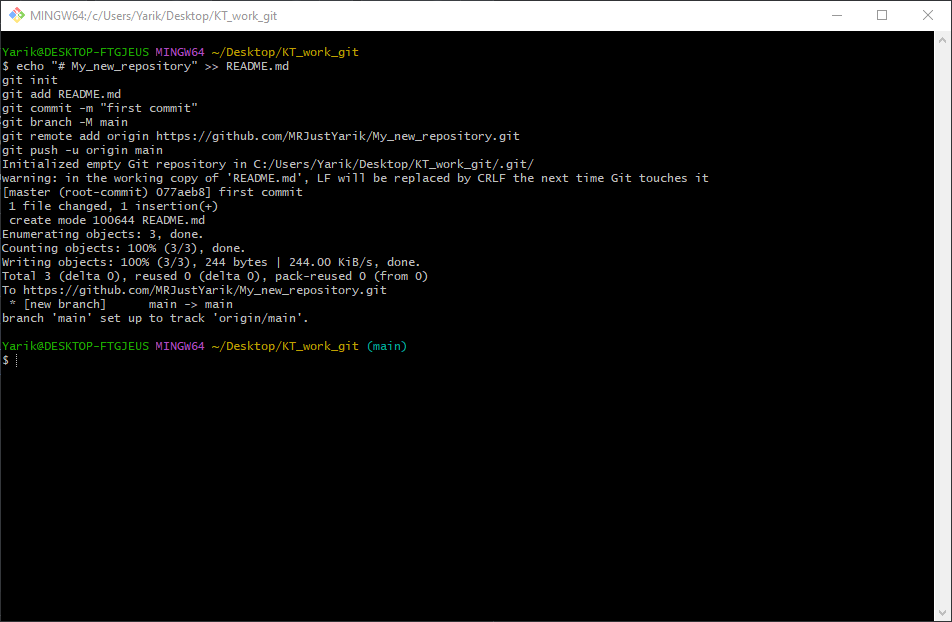 MINGW64:/c/Users/Yarik/Desktop/KT_work_git
Yarik@DESKTOP-FTGJEUS MINGW64 ~/Desktop/KT_work_git
$ echo "# My_new_repository" >> README.md
git init
git add README.md
git commit -m "first commit"
git branch -M main
git remote add origin https://github.com/MRJustYarik/My_new_repository.git
git push -u origin main
Initialized empty Git repository in C:/Users/Yarik/Desktop/KT_work_git/.git/
warning: in the working copy of 'README.md', LF will be replaced by CRLF the next time Git touches it
[master (root-commit) 077aeb8] first commit
 1 file changed, 1 insertion(+)
 create mode 100644 README.md
Enumerating objects: 3, done.
Counting objects: 100% (3/3), done.
Writing objects: 100% (3/3), 244 bytes | 244.00 KiB/s, done.
Total 3 (delta 0), reused 0 (delta 0), pack-reused 0 (from 0)
To https://github.com/MRJustYarik/My_new_repository.git
 * [new branch]      main -> main
branch 'main' set up to track 'origin/main'.
Yarik@DESKTOP-FTGJEUS MINGW64 ~/Desktop/KT_work_git (main)
$